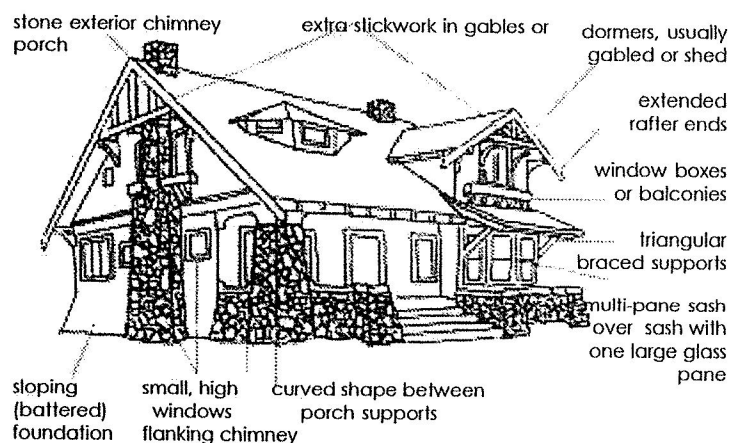 stone exterior chimney
porch
extra slickwork in gables or
dormers, usually
gabled or shed
extended
rafter ends
window boxes
or balconies
triangular
braced supports
multi-pane sash
over sash with
one large glass
pane
sloping
(battered)
foundation
small, high
windows
flanking chimney
curved shape between
porch supports